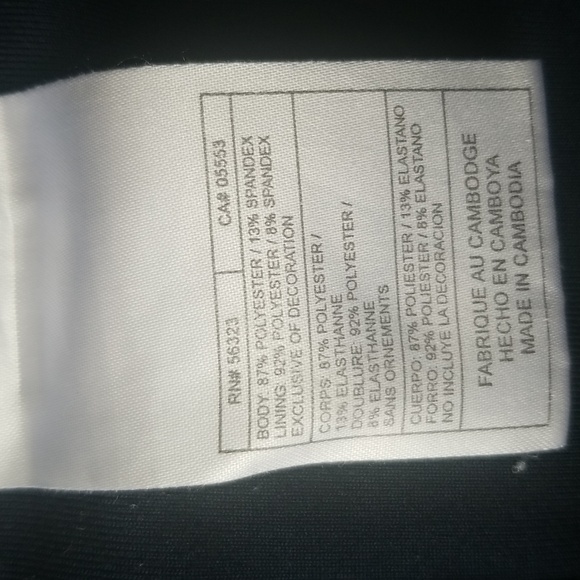 RN# 56323 CA# 05553
BODY: 87% POLYESTER / 13% SPANDEX
LINING: 92% POLYESTER / 8% SPANDEX
EXCLUSIVE OF DECORATION
CORPS: 87% POLYESTER /
13% ELASTHANNE
DOUBLURE: 92% POLYESTER /
8% ELASTHANNE
SANS ORNEMENTS
CUERPO: 87% POLIESTER / 13% ELASTANO
FORRO: 92% POLIESTER / 8% ELASTANO
NO INCLUYE LA DECORACION
FABRIQUE AU CAMBODGE
HECHO EN CAMBOYA
MADE IN CAMBODIA